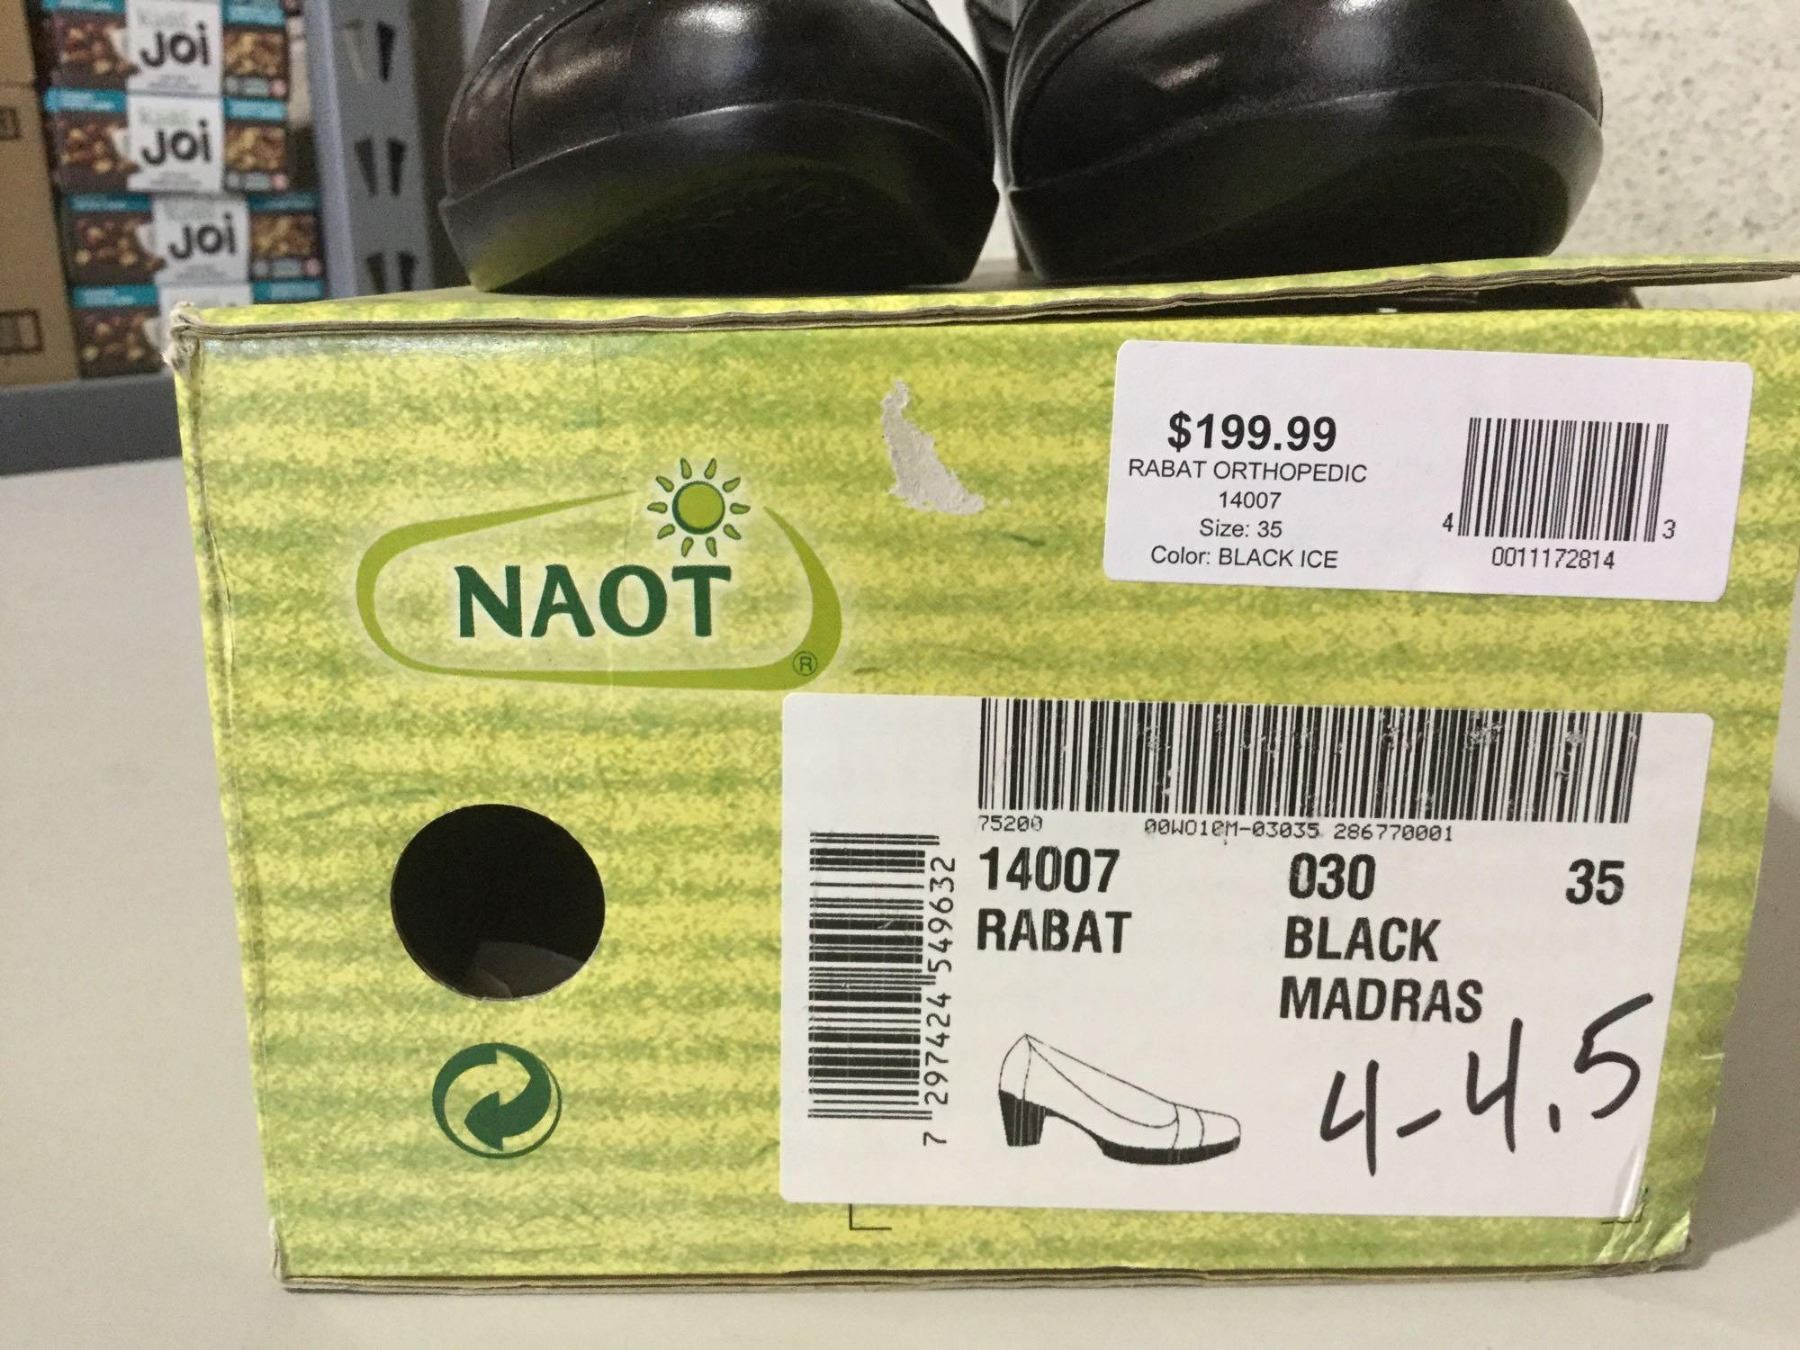 Joi
Joi
Joi
$199.99
RABAT ORTHOPEDIC
14007
Size: 35
Color: BLACK ICE
4 3
0011172814
NAOT
®
75200 00W010M-03035 286770001
14007 030 35
RABAT BLACK
MADRAS
7 297424 549632
4-4.5